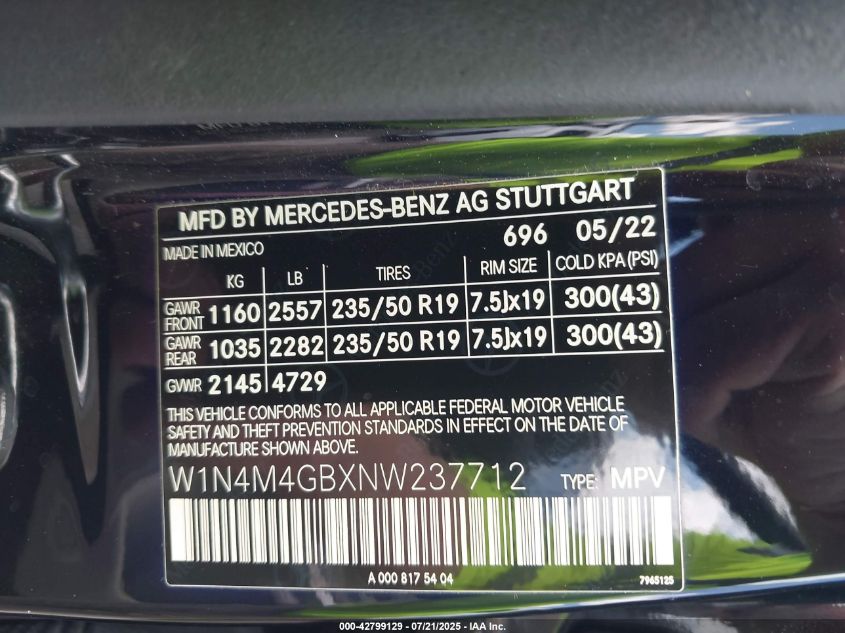 MFD BY MERCEDES-BENZ AG STUTTGART
MADE IN MEXICO 696 05/22
KG LB TIRES RIM SIZE COLD KPA (PSI)
GAWR FRONT 1160 2557 235/50 R19 7.5Jx19 300(43)
GAWR REAR 1035 2282 235/50 R19 7.5Jx19 300(43)
GVWR 2145 4729
THIS VEHICLE CONFORMS TO ALL APPLICABLE FEDERAL MOTOR VEHICLE
SAFETY AND THEFT PREVENTION STANDARDS IN EFFECT ON THE DATE OF
MANUFACTURE SHOWN ABOVE.
W1N4M4GBXNW237712 TYPE: MPV
A 000 817 54 04 7965125
000-42799129 - 07/21/2025 - IAA Inc.